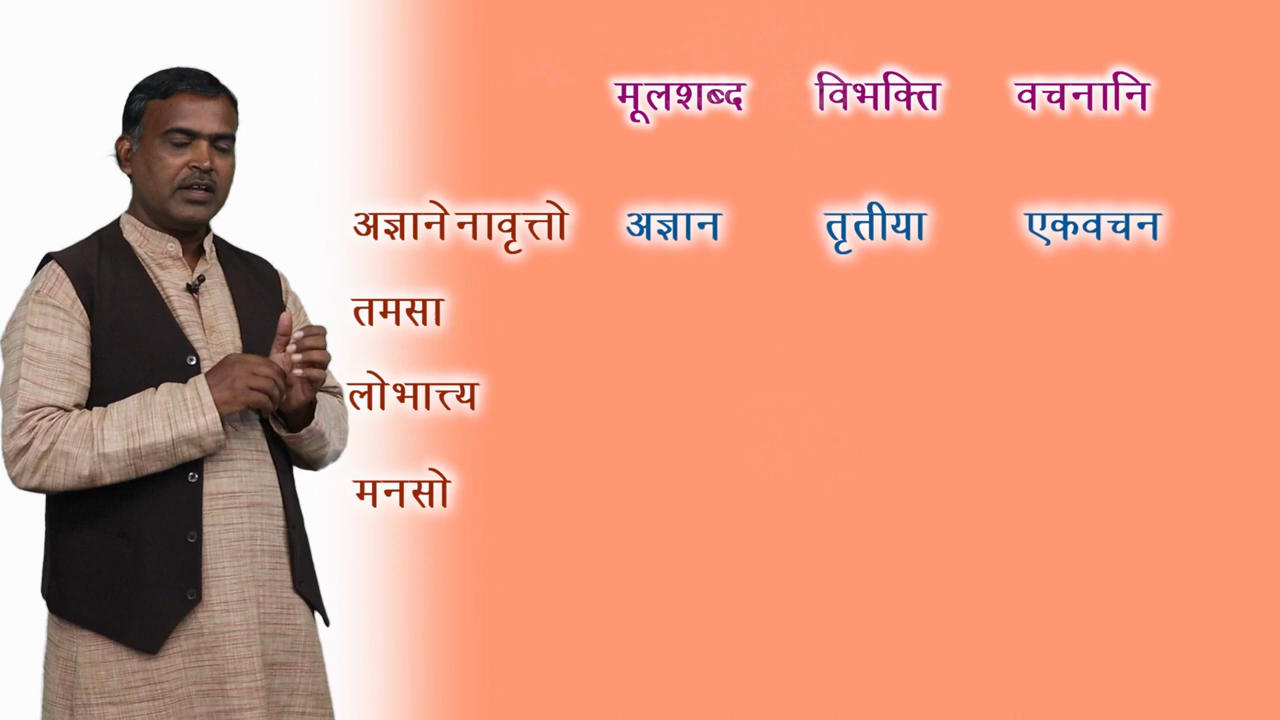 मूलशब्द विभक्ति वचनानि
अज्ञानेनावृत्तो अज्ञान तृतीया एकवचन
तमसा
लोभात्त्य
मनसो